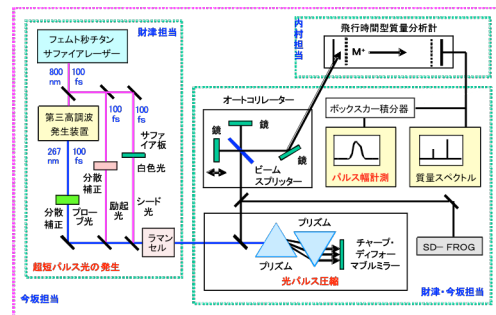 財津担当
フェムト秒チタン
サファイアレーザー
800
nm
100
fs
第三高調波
発生装置
100
fs
100
fs
サファ
イア板
白色光
267
nm
100
fs
分散
補正
分散
補正
プローブ
光
励起
光
シード
光
ラマン
セル
超短パルス光の発生
今坂担当
内村担当
飛行時間型質量分析計
M⁺
オートコリレーター
鏡
鏡
鏡
ビーム
スプリッター
ボックスカー積分器
パルス幅計測
質量スペクトル
プリズム
プリズム
チャープ・
ディフォー
マブルミラー
光パルス圧縮
SD- FROG
財津・今坂担当